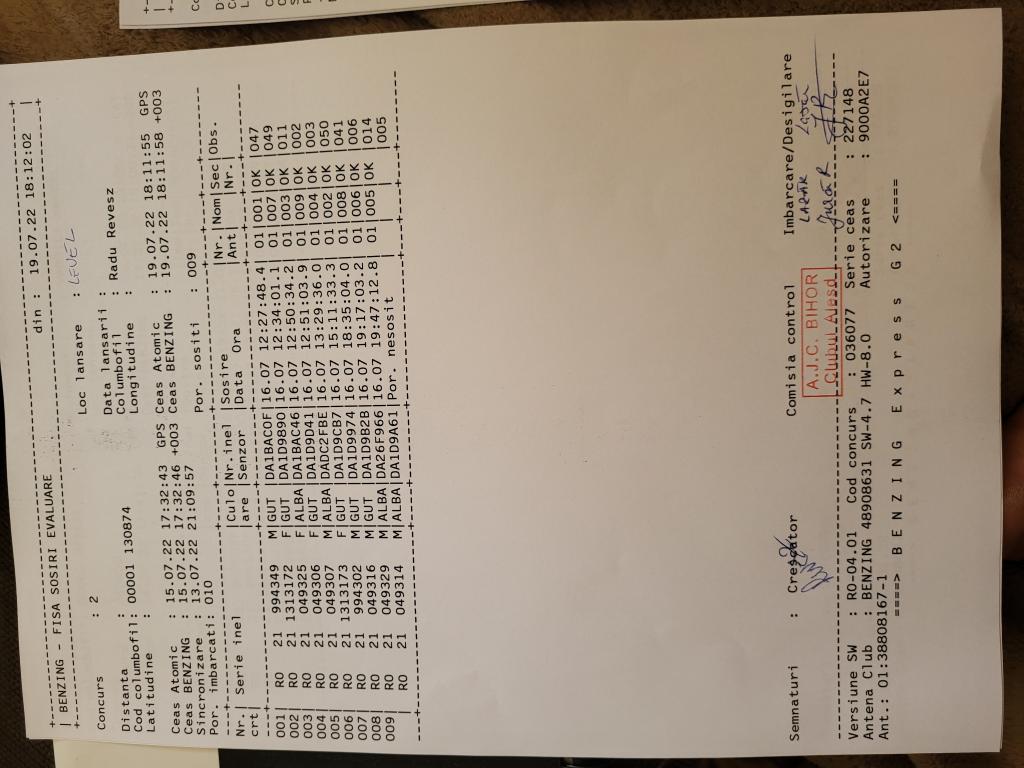 | BENZING - FISA SOSIRI EVALUARE din : 19.07.22 18:12:02 |
Loc lansare : LEVEL
Concurs : 2
Data lansarii :
Distanta : Columbofil : Radu Revesz
Cod columbofil: 00001 130874 Longitudine :
Latitudine :
Ceas Atomic : 15.07.22 17:32:43 GPS Ceas Atomic : 19.07.22 18:11:55 GPS
Ceas BENZING : 15.07.22 17:32:46 +003 Ceas BENZING : 19.07.22 18:11:58 +003
Sincronizare : 13.07.22 21:09:57
Por. imbarcati: 010 Por. sositi : 009
Nr.| Serie inel |Culo|Nr.inel |Sosire |Nr.|Nom|Sec|Obs.
crt| |are |Senzor |Data Ora |Ant| |Nr.|
001| RO 21 994349 M|GUT |DA1BAC0F|16.07 12:27:48.4| 01|001|OK |047
002| RO 21 1313172 F|GUT |DA1D9890|16.07 12:34:01.1| 01|007|OK |049
003| RO 21 049325 F|ALBA|DA1BAC46|16.07 12:50:34.2| 01|003|OK |011
004| RO 21 049306 F|GUT |DA1D9D41|16.07 12:51:03.9| 01|009|OK |002
005| RO 21 049307 M|ALBA|DADC2FBE|16.07 13:29:36.0| 01|004|OK |003
006| RO 21 1313173 F|GUT |DA1D9CB7|16.07 15:11:33.3| 01|002|OK |050
007| RO 21 994302 M|GUT |DA1D9974|16.07 18:35:04.0| 01|008|OK |041
008| RO 21 049316 M|GUT |DA1D9B2B|16.07 19:17:03.2| 01|006|OK |006
009| RO 21 049329 M|ALBA|DA26F966|16.07 19:47:12.8| 01|005|OK |014
| RO 21 049314 M|ALBA|DA1D9A61|Por. nesosit | |005
Semnaturi : Crescator Comisia control Imbarcare/Desigilare
A.J.C. BIHOR
Clubul Alesd
LAZAR
Versiune SW : RO-04.01 Cod concurs : 036077 Serie ceas : 227148
Antena Club : BENZING 48908631 SW-4.7 HW-8.0 Autorizare : 9000A2E7
Ant.: 01:38808167-1
====> B E N Z I N G E x p r e s s G 2 <====